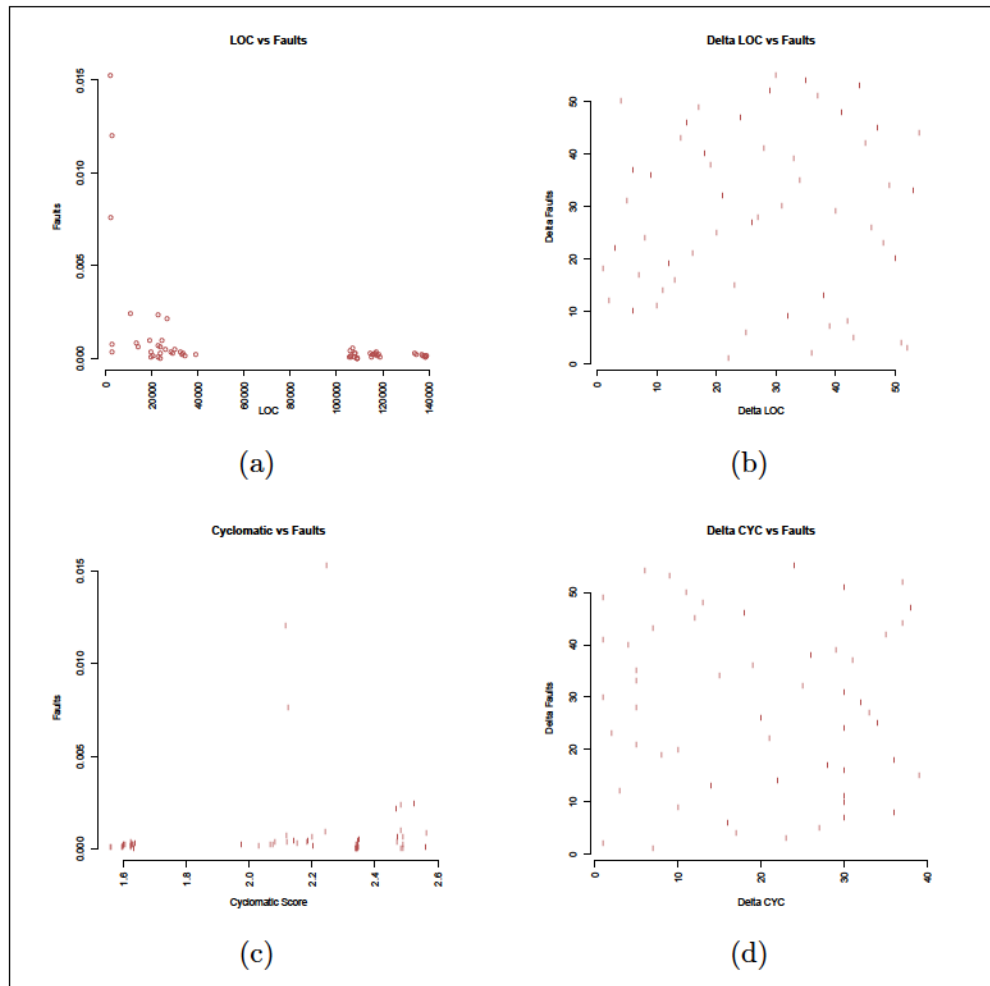 LOC vs Faults
Faults
0.015
0.010
0.005
0.000
0
20000
40000
60000
80000
100000
120000
140000
LOC
(a)
Delta LOC vs Faults
Delta Faults
50
40
30
20
10
0
0
10
20
30
40
50
Delta LOC
(b)
Cyclomatic vs Faults
Faults
0.015
0.010
0.005
0.000
1.6
1.8
2.0
2.2
2.4
2.6
Cyclomatic Score
(c)
Delta CYC vs Faults
Delta Faults
50
40
30
20
10
0
0
10
20
30
40
Delta CYC
(d)